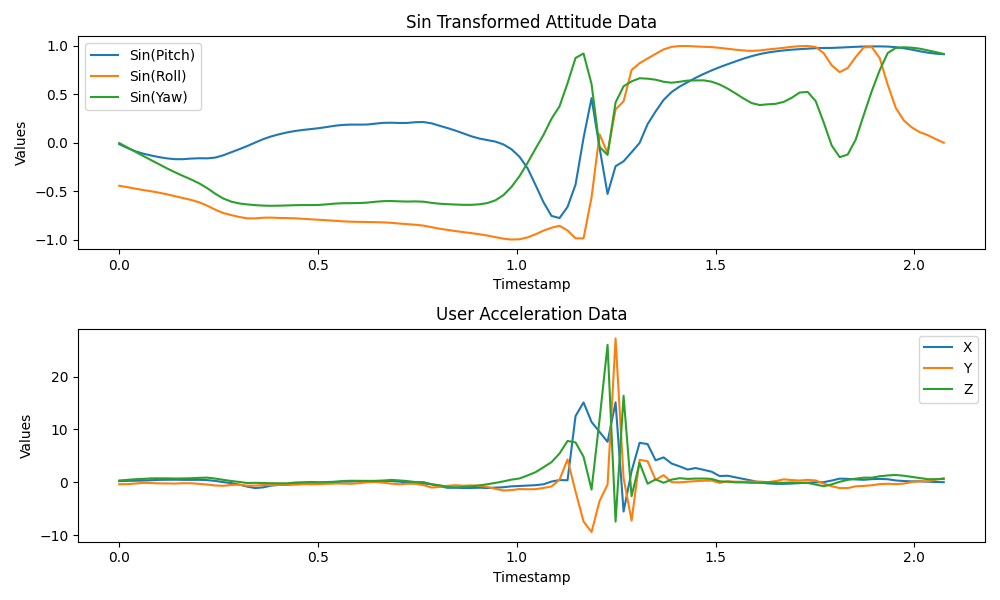 Sin Transformed Attitude Data
Values
1.0
0.5
0.0
−0.5
−1.0
Sin(Pitch)
Sin(Roll)
Sin(Yaw)
0.0 0.5 1.0 1.5 2.0
Timestamp
User Acceleration Data
Values
20
10
0
−10
X
Y
Z
0.0 0.5 1.0 1.5 2.0
Timestamp